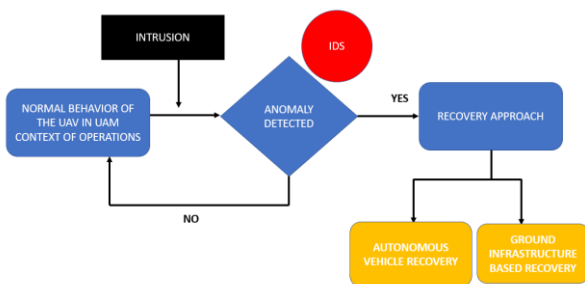 INTRUSION
IDS
NORMAL BEHAVIOR OF
THE UAV IN UAM
CONTEXT OF OPERATIONS
ANOMALY
DETECTED
YES
RECOVERY APPROACH
NO
AUTONOMOUS
VEHICLE RECOVERY
GROUND
INFRASTRUCTURE
BASED RECOVERY